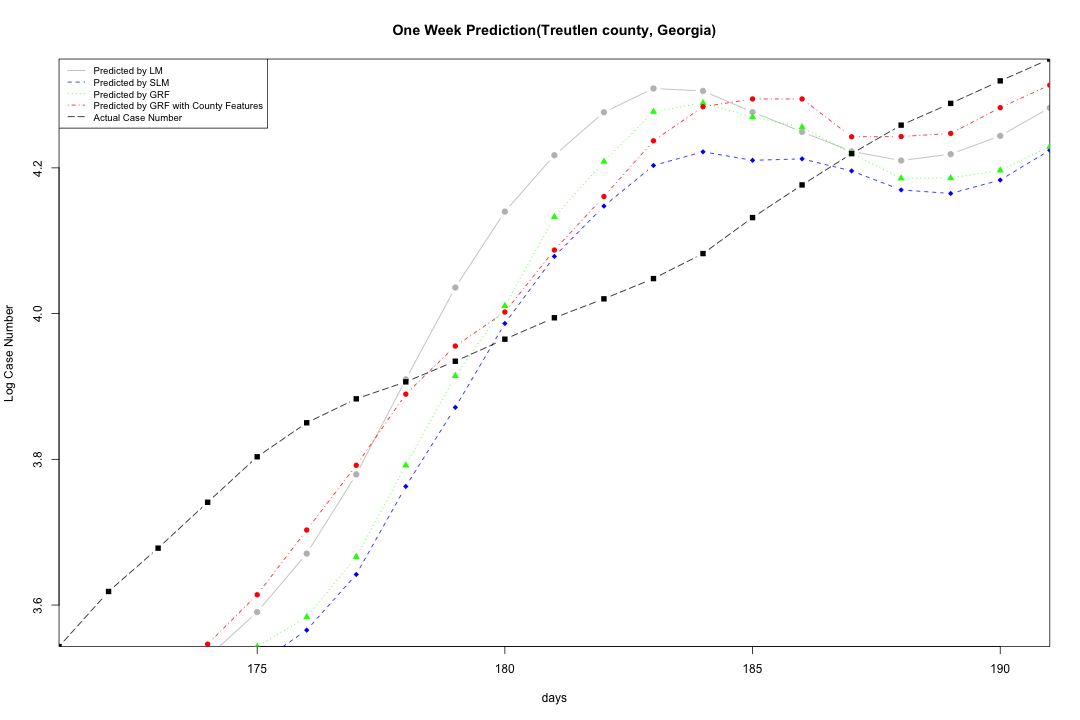 One Week Prediction(Treutlen county, Georgia)
Predicted by LM
Predicted by SLM
Predicted by GRF
Predicted by GRF with County Features
Actual Case Number
Log Case Number
4.2
4.0
3.8
3.6
175 180 185 190
days